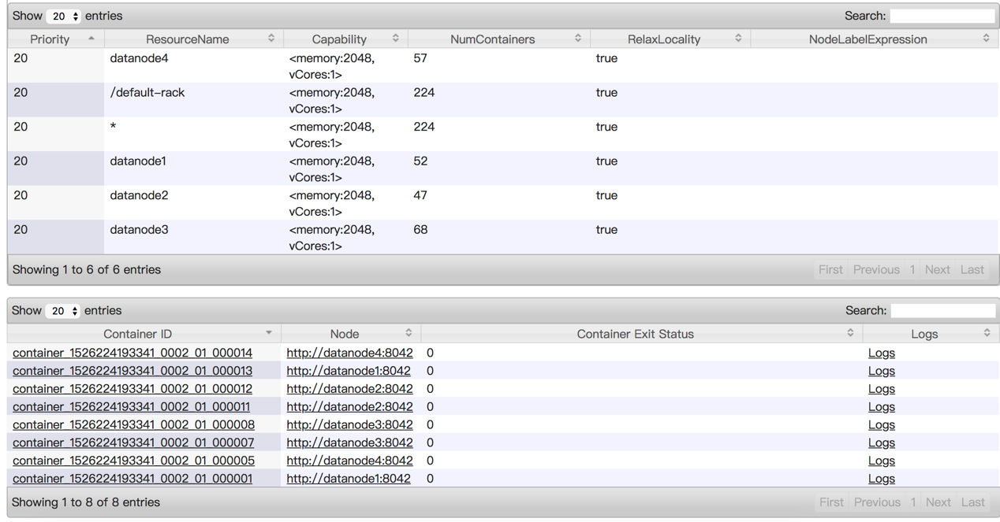 Show 20 entries Search:
Priority ResourceName Capability NumContainers RelaxLocality NodeLabelExpression
20 datanode4 <memory:2048, 57 true
vCores:1>
20 /default-rack <memory:2048, 224 true
vCores:1>
20 * <memory:2048, 224 true
vCores:1>
20 datanode1 <memory:2048, 52 true
vCores:1>
20 datanode2 <memory:2048, 47 true
vCores:1>
20 datanode3 <memory:2048, 68 true
vCores:1>
Showing 1 to 6 of 6 entries First Previous 1 Next Last
Show 20 entries Search:
Container ID Node Container Exit Status Logs
container_1526224193341_0002_01_000014 http://datanode4:8042 0 Logs
container_1526224193341_0002_01_000013 http://datanode1:8042 0 Logs
container_1526224193341_0002_01_000012 http://datanode2:8042 0 Logs
container_1526224193341_0002_01_000011 http://datanode2:8042 0 Logs
container_1526224193341_0002_01_000008 http://datanode3:8042 0 Logs
container_1526224193341_0002_01_000007 http://datanode3:8042 0 Logs
container_1526224193341_0002_01_000005 http://datanode4:8042 0 Logs
container_1526224193341_0002_01_000001 http://datanode1:8042 0 Logs
Showing 1 to 8 of 8 entries First Previous 1 Next Last